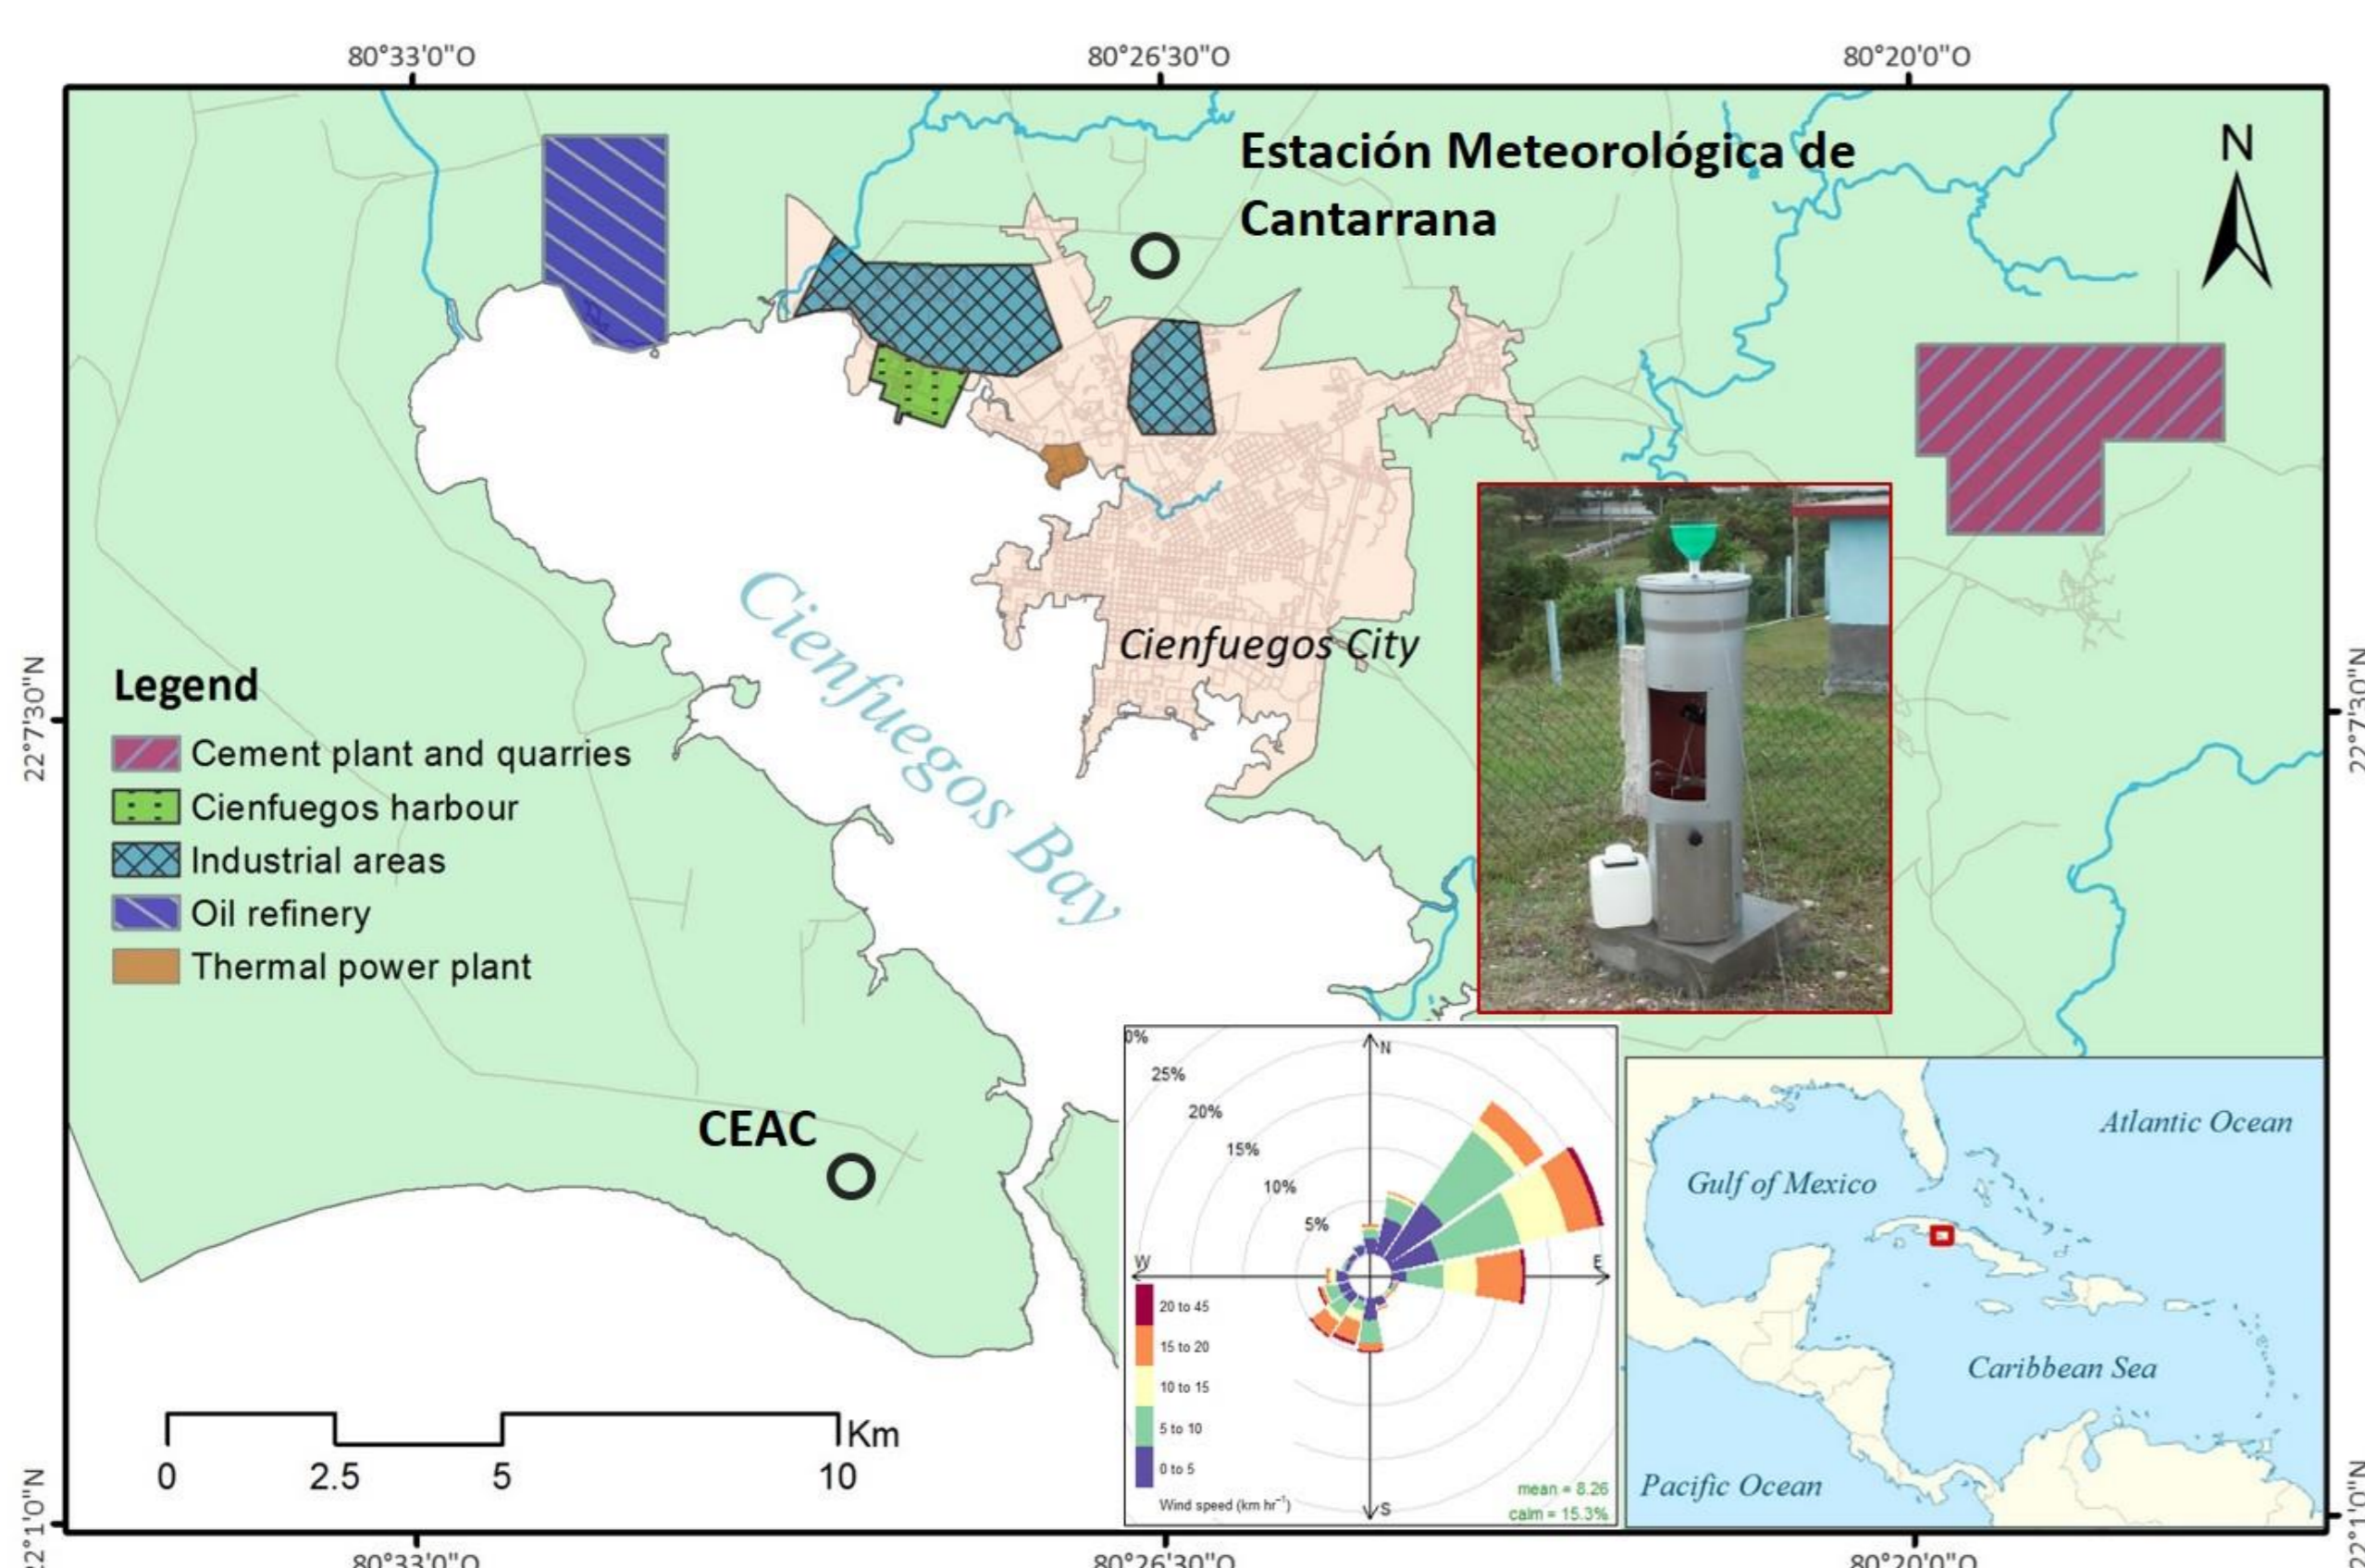 80°33'0"O
80°26'30"O
80°20'0"O
Estación Meteorológica de
Cantarrana
N
Cienfuegos City
Cienfuegos Bay
22°7'30"N
22°7'30"N
Legend
Cement plant and quarries
Cienfuegos harbour
Industrial areas
Oil refinery
Thermal power plant
CEAC
0%
25%
20%
15%
10%
5%
N
W
E
S
20 to 45
15 to 20
10 to 15
5 to 10
0 to 5
Wind speed (km hr⁻¹)
mean = 8.26
calm = 15.3%
Atlantic Ocean
Gulf of Mexico
Caribbean Sea
Pacific Ocean
Km
0
2.5
5
10
22°1'0"N
22°1'0"N
80°33'0"O
80°26'30"O
80°20'0"O